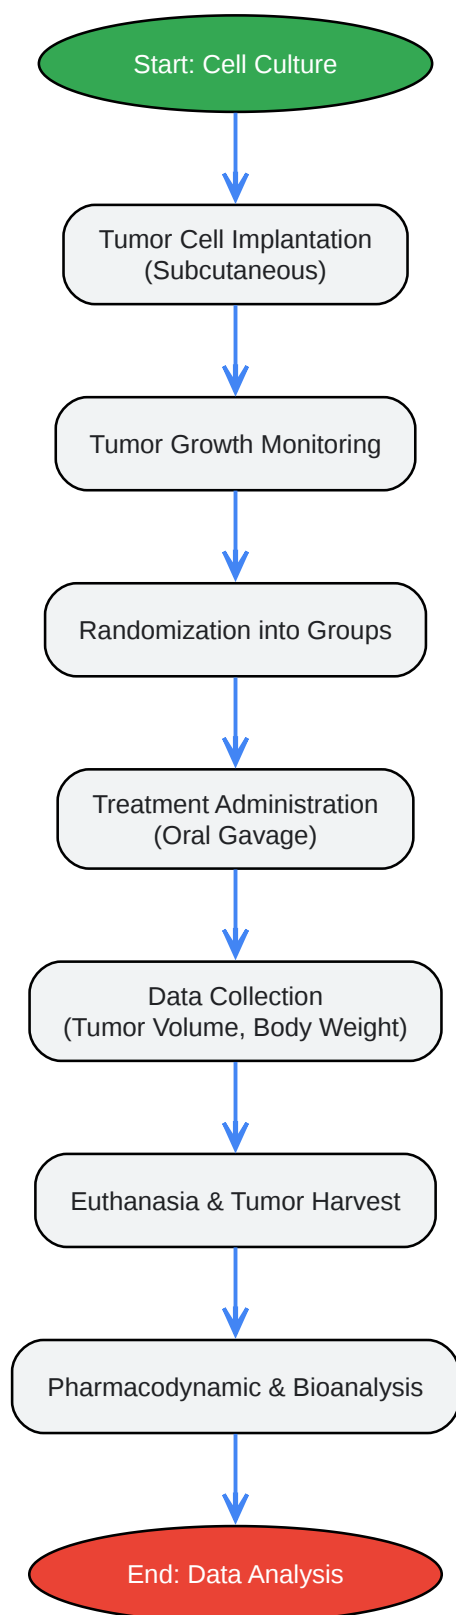 Start: Cell Culture
Tumor Cell Implantation
(Subcutaneous)
Tumor Growth Monitoring
Randomization into Groups
Treatment Administration
(Oral Gavage)
Data Collection
(Tumor Volume, Body Weight)
Euthanasia & Tumor Harvest
Pharmacodynamic & Bioanalysis
End: Data Analysis